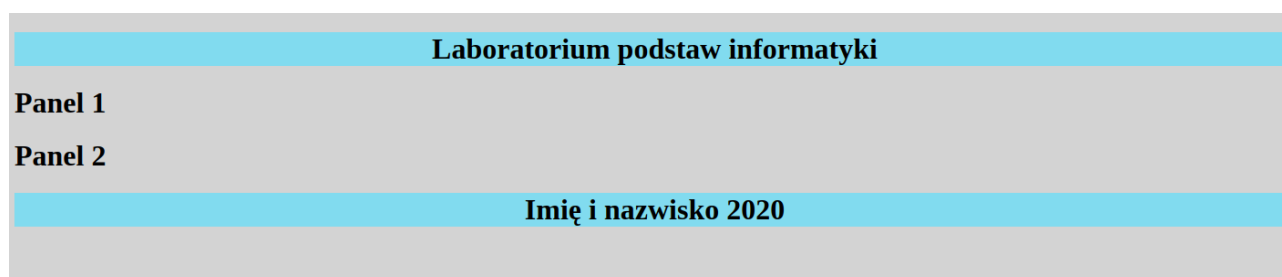 Laboratorium podstaw informatyki
Panel 1
Panel 2
Imię i nazwisko 2020